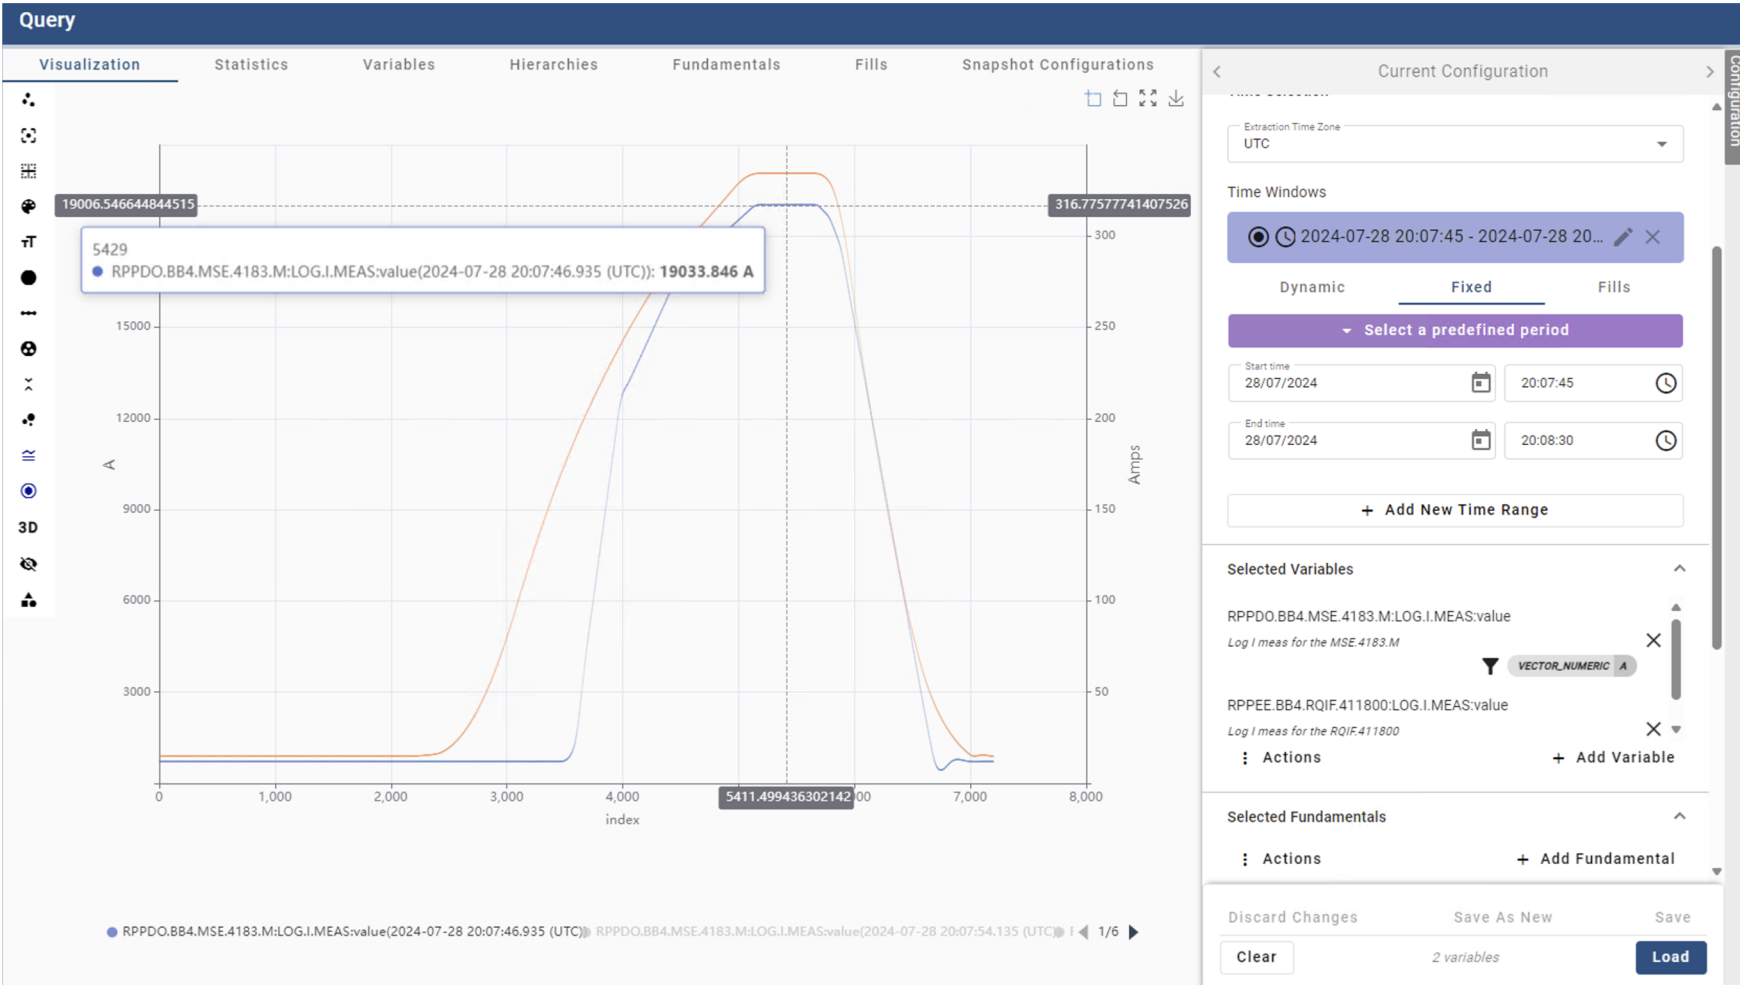 Query
Visualization
Statistics
Variables
Hierarchies
Fundamentals
Fills
Snapshot Configurations
3D
19006.546644844515
316.77577741407526
5429
RPPDO.BB4.MSE.4183.M:LOG.I.MEAS:value(2024-07-28 20:07:46.935 (UTC)): 19033.846 A
15000
12000
9000
6000
3000
A
300
250
200
150
100
50
Amps
0
1,000
2,000
3,000
4,000
5411.499436302142
00
7,000
8,000
index
RPPDO.BB4.MSE.4183.M:LOG.I.MEAS:value(2024-07-28 20:07:46.935 (UTC))
RPPDO.BB4.MSE.4183.M:LOG.I.MEAS:value(2024-07-28 20:07:54.135 (UTC))
1/6
Current Configuration
Configuration
Time Selection
Extraction Time Zone
UTC
Time Windows
2024-07-28 20:07:45 - 2024-07-28 20...
Dynamic
Fixed
Fills
Select a predefined period
Start time
28/07/2024
20:07:45
End time
28/07/2024
20:08:30
+ Add New Time Range
Selected Variables
RPPDO.BB4.MSE.4183.M:LOG.I.MEAS:value
Log I meas for the MSE.4183.M
VECTOR_NUMERIC A
RPPEE.BB4.RQIF.411800:LOG.I.MEAS:value
Log I meas for the RQIF.411800
Actions
+ Add Variable
Selected Fundamentals
Actions
+ Add Fundamental
Discard Changes
Save As New
Save
Clear
2 variables
Load